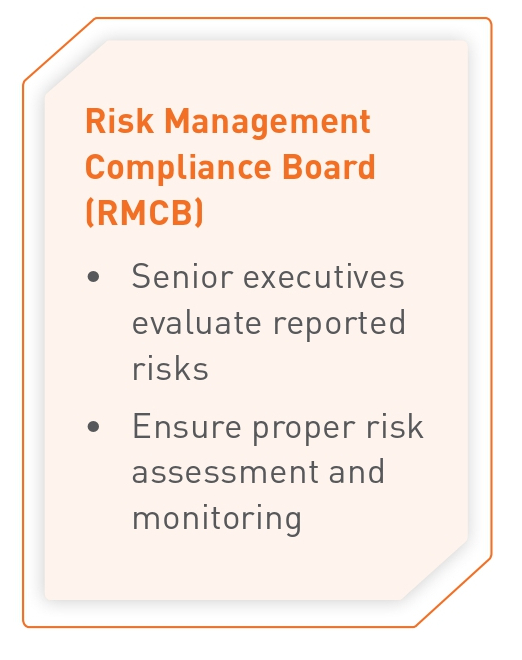 Risk Management
Compliance Board
(RMCB)
• Senior executives
evaluate reported
risks
• Ensure proper risk
assessment and
monitoring